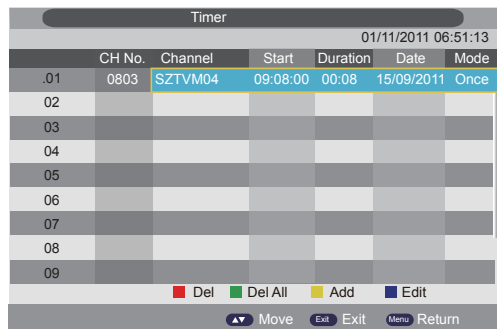 Timer
01/11/2011 06:51:13
CH No. Channel Start Duration Date Mode
.01 0803 SZTVM04 09:08:00 00:08 15/09/2011 Once
02
03
04
05
06
07
08
09
Del Del All Add Edit
▲▼ Move Exit Exit Menu Return